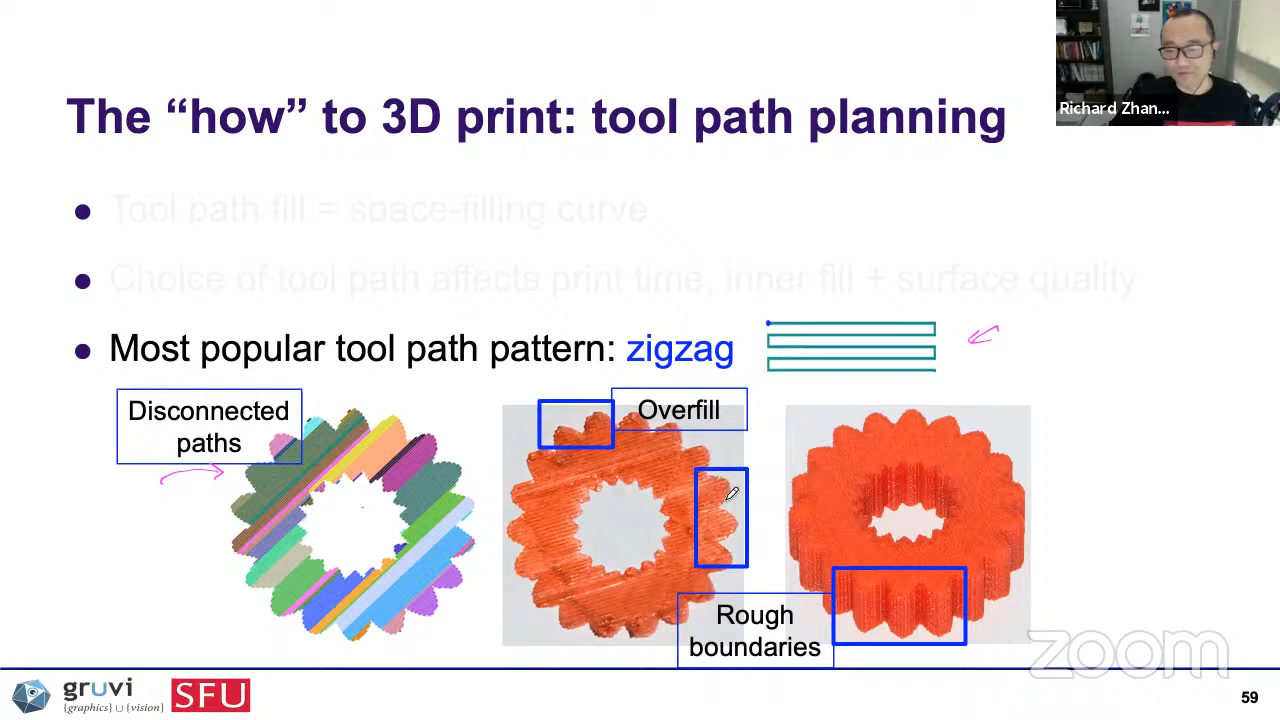 Richard Zhan...
The “how” to 3D print: tool path planning
Tool path fill = space-filling curve
Choice of tool path affects print time, inner fill + surface quality
Most popular tool path pattern: zigzag
Disconnected
paths
Overfill
Rough
boundaries
zoom
gruvi
{graphics} ∪ {vision}
SFU
59